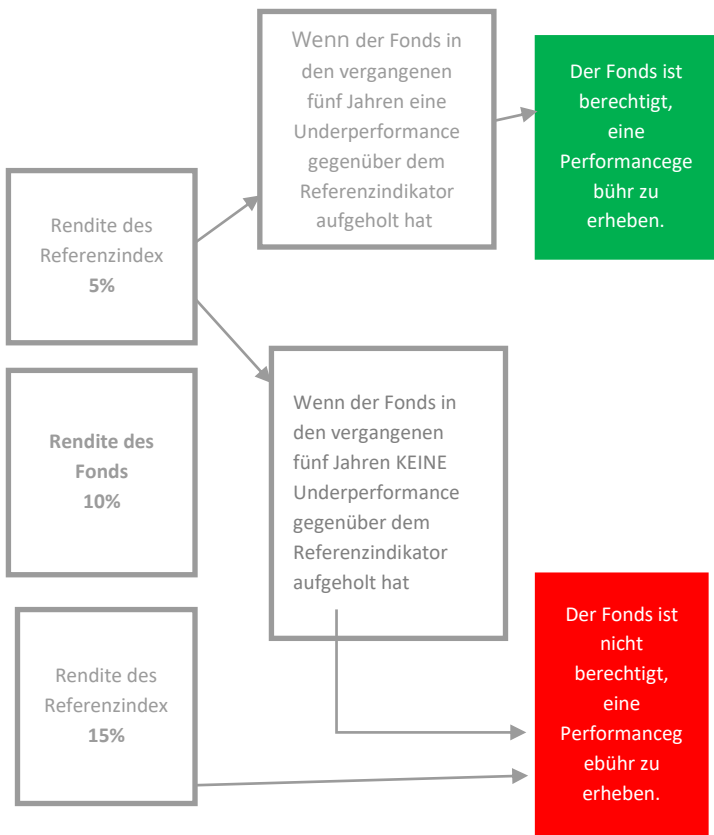 Wenn der Fonds in
den vergangenen
fünf Jahren eine
Underperformance
gegenüber dem
Referenzindikator
aufgeholt hat
Der Fonds ist
berechtigt,
eine
Performancege
bühr zu
erheben.
Rendite des
Referenzindex
5%
Rendite des
Fonds
10%
Wenn der Fonds in
den vergangenen
fünf Jahren KEINE
Underperformance
gegenüber dem
Referenzindikator
aufgeholt hat
Rendite des
Referenzindex
15%
Der Fonds ist
nicht
berechtigt,
eine
Performanceg
ebühr zu
erheben.